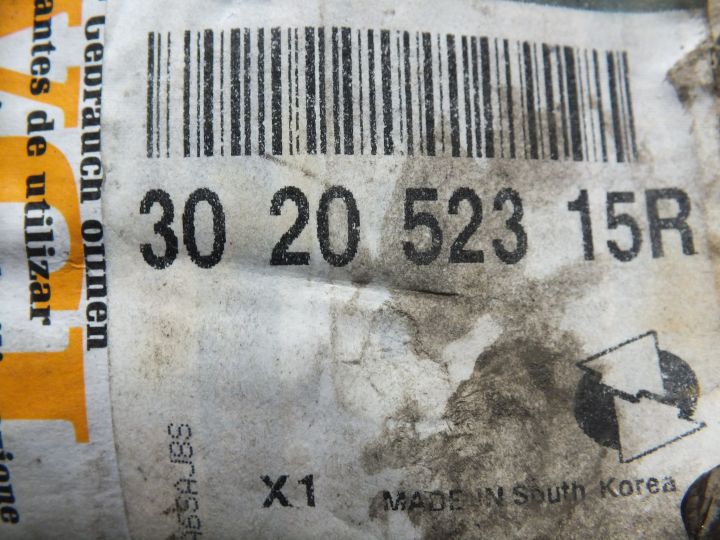 Gebrauch öffnen
antes de utilizar
30 20 523 15R
X1
MADE IN South Korea